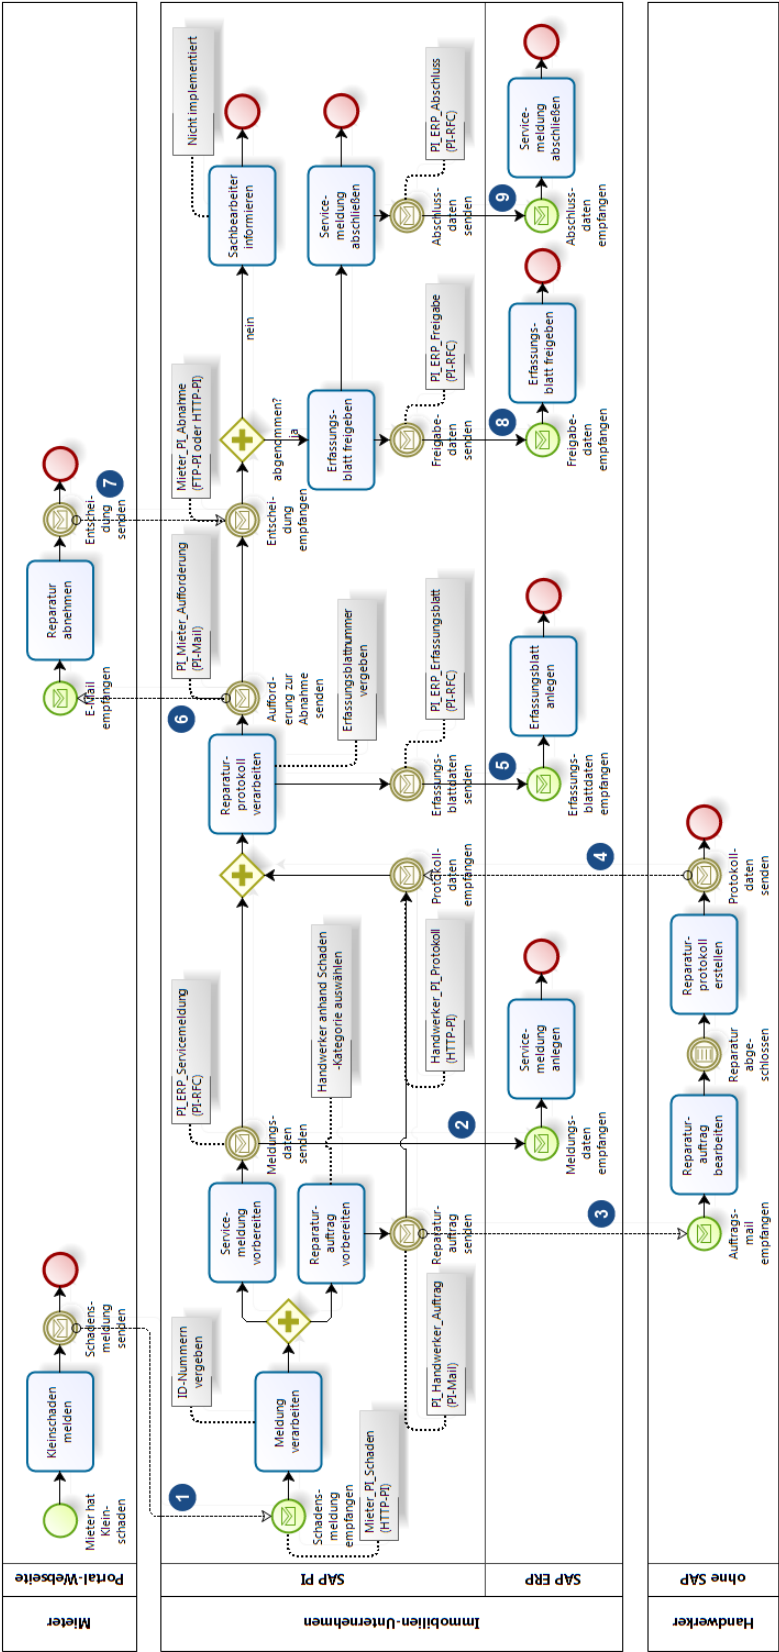 Mieter
Portal-Webseite
Mieter hat
Klein-
schaden
Kleinschaden
melden
Schadens-
meldung
senden
E-Mail
empfangen
Reparatur
abnehmen
Entschei-
dung
senden
1
6
7
Immobilien-Unternehmen
SAP PI
Schadens-
meldung
empfangen
Mieter_PI_Schaden
(HTTP-PI)
Meldung
verarbeiten
ID-Nummern
vergeben
Service-
meldung
vorbereiten
Reparatur-
auftrag
vorbereiten
PI_Handwerker_Auftrag
(PI-Mail)
Reparatur-
auftrag
senden
Meldungs-
daten
senden
PI_ERP_Servicemeldung
(PI-RFC)
Handwerker anhand Schaden
-Kategorie auswählen
Handwerker_PI_Protokoll
(HTTP-PI)
Protokoll-
daten
empfangen
Reparatur-
protokoll
verarbeiten
Erfassungs-
blattdaten
senden
Aufford-
erung zur
Abnahme
senden
PI_Mieter_Aufforderung
(PI-Mail)
Erfassungsblattnummer
vergeben
PI_ERP_Erfassungsblatt
(PI-RFC)
Entschei-
dung
empfangen
Mieter_PI_Abnahme
(FTP-PI oder HTTP-PI)
abgenommen?
ja
nein
Erfassungs-
blatt freigeben
Freigabe-
daten
senden
PI_ERP_Freigabe
(PI-RFC)
Sachbearbeiter
informieren
Nicht implementiert
Service-
meldung
abschließen
Abschluss-
daten
senden
PI_ERP_Abschluss
(PI-RFC)
2
3
4
5
8
9
SAP ERP
Meldungs-
daten
empfangen
Service-
meldung
anlegen
Erfassungs-
blattdaten
empfangen
Erfassungsblatt
anlegen
Freigabe-
daten
empfangen
Erfassungs-
blatt freigeben
Abschluss-
daten
empfangen
Service-
meldung
abschließen
Handwerker
ohne SAP
Auftrags-
mail
empfangen
Reparatur-
auftrag
bearbeiten
Reparatur
abge-
schlossen
Reparatur-
protokoll
erstellen
Protokoll-
daten
senden